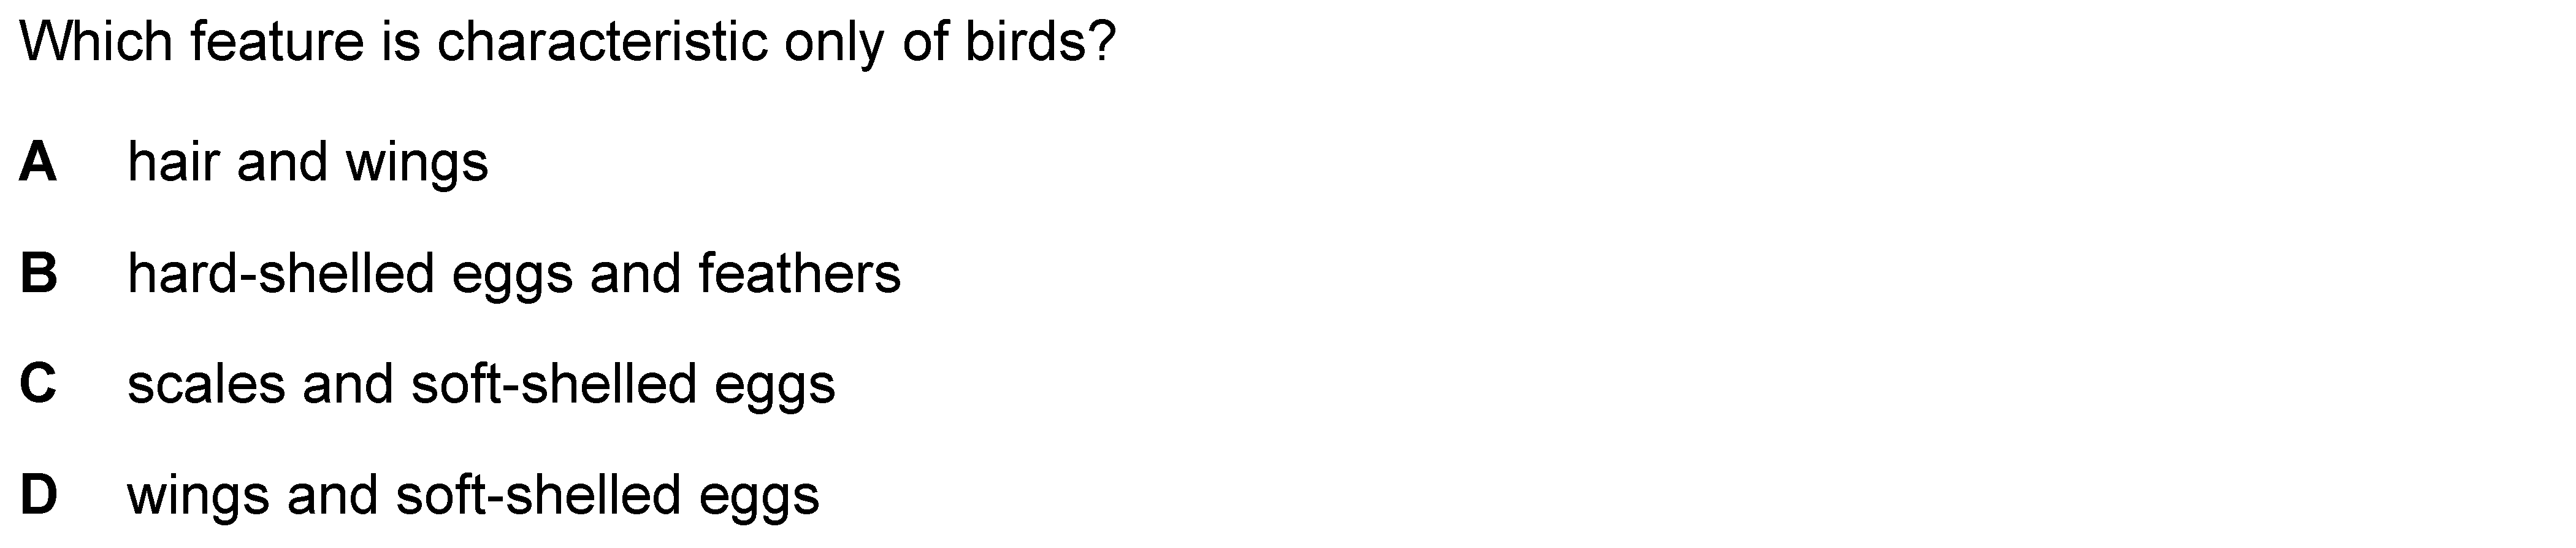 Which feature is characteristic only of birds?
A hair and wings
B hard-shelled eggs and feathers
C scales and soft-shelled eggs
D wings and soft-shelled eggs